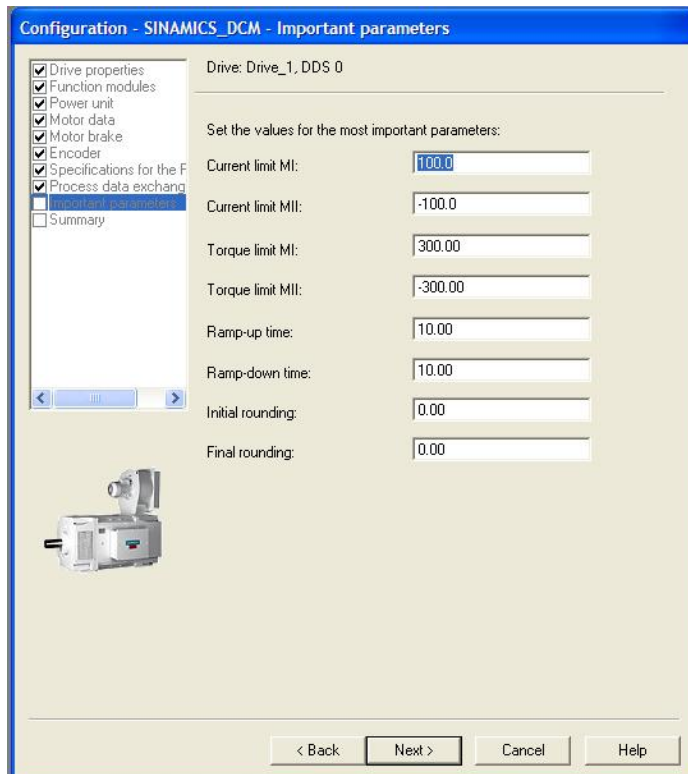 Configuration - SINAMICS_DCM - Important parameters
Drive properties
Function modules
Power unit
Motor data
Motor brake
Encoder
Specifications for the F
Process data exchang
Important parameters
Summary
Drive: Drive_1, DDS 0
Set the values for the most important parameters:
Current limit MI: 100.0
Current limit MII: -100.0
Torque limit MI: 300.00
Torque limit MII: -300.00
Ramp-up time: 10.00
Ramp-down time: 10.00
Initial rounding: 0.00
Final rounding: 0.00
< Back Next > Cancel Help